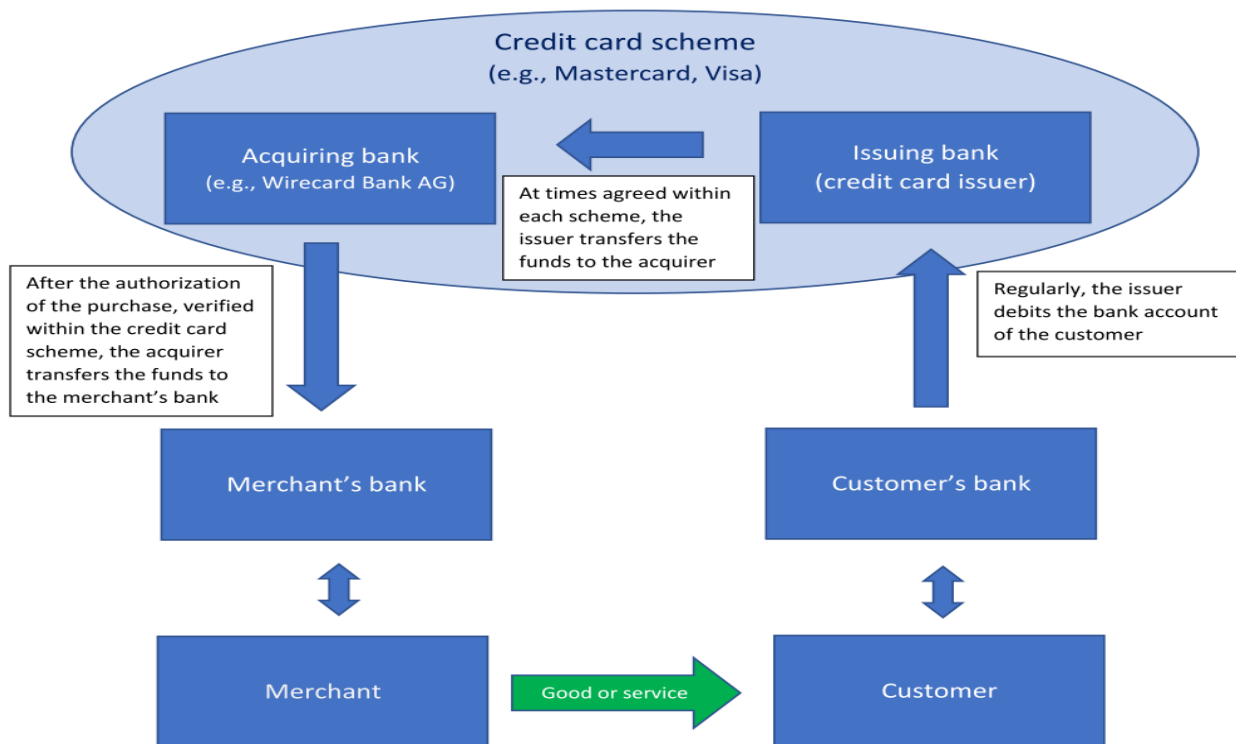 Credit card scheme
(e.g., Mastercard, Visa)
Acquiring bank
(e.g., Wirecard Bank AG)
Issuing bank
(credit card issuer)
At times agreed within
each scheme, the
issuer transfers the
funds to the acquirer
After the authorization
of the purchase, verified
within the credit card
scheme, the acquirer
transfers the funds to
the merchant’s bank
Regularly, the issuer
debits the bank account
of the customer
Merchant’s bank
Customer’s bank
Merchant
Good or service
Customer